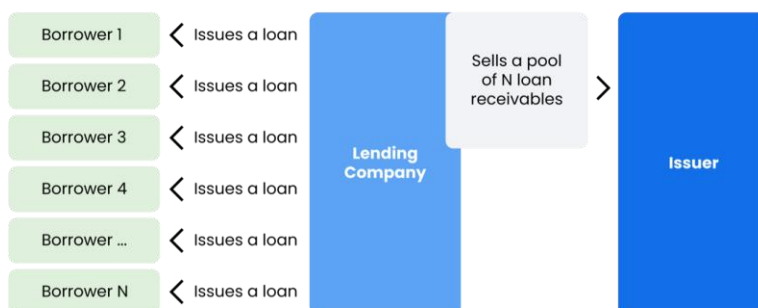 Borrower 1
Issues a loan
Borrower 2
Issues a loan
Borrower 3
Issues a loan
Borrower 4
Issues a loan
Borrower ...
Issues a loan
Borrower N
Issues a loan
Lending
Company
Sells a pool
of N loan
receivables
Issuer